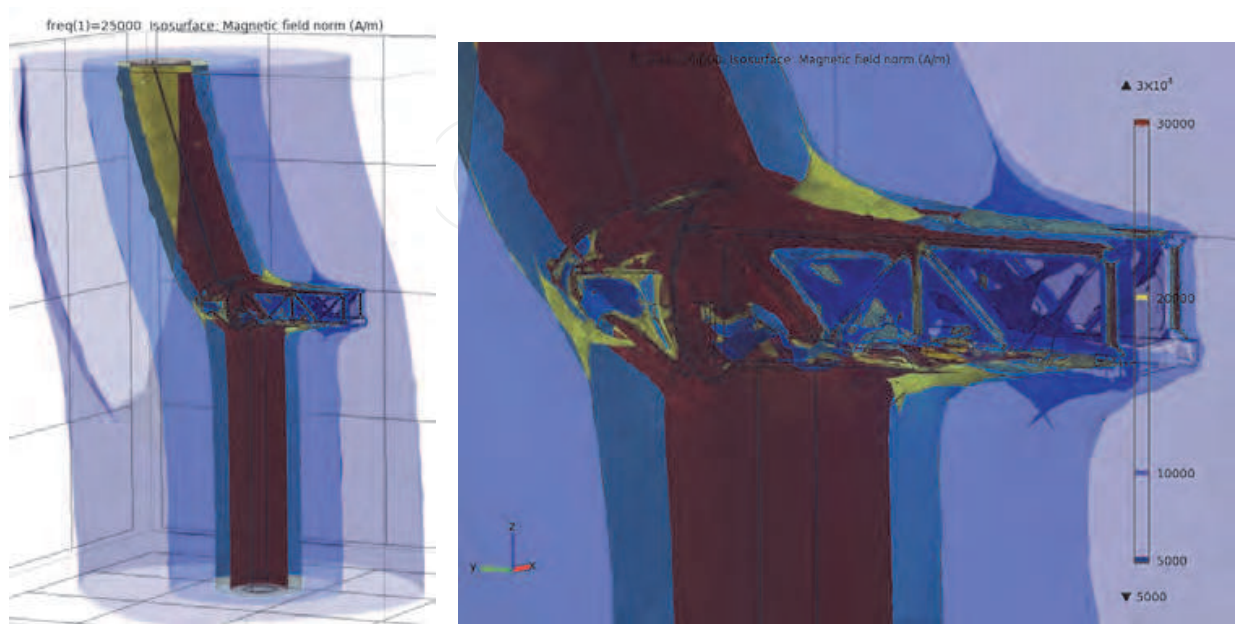 freq(1)=25000 Isosurface: Magnetic field norm (A/m)
Isosurface: Magnetic field norm (A/m)
▲ 3×10⁴
30000
20000
10000
5000
▼ 5000
z
y
x